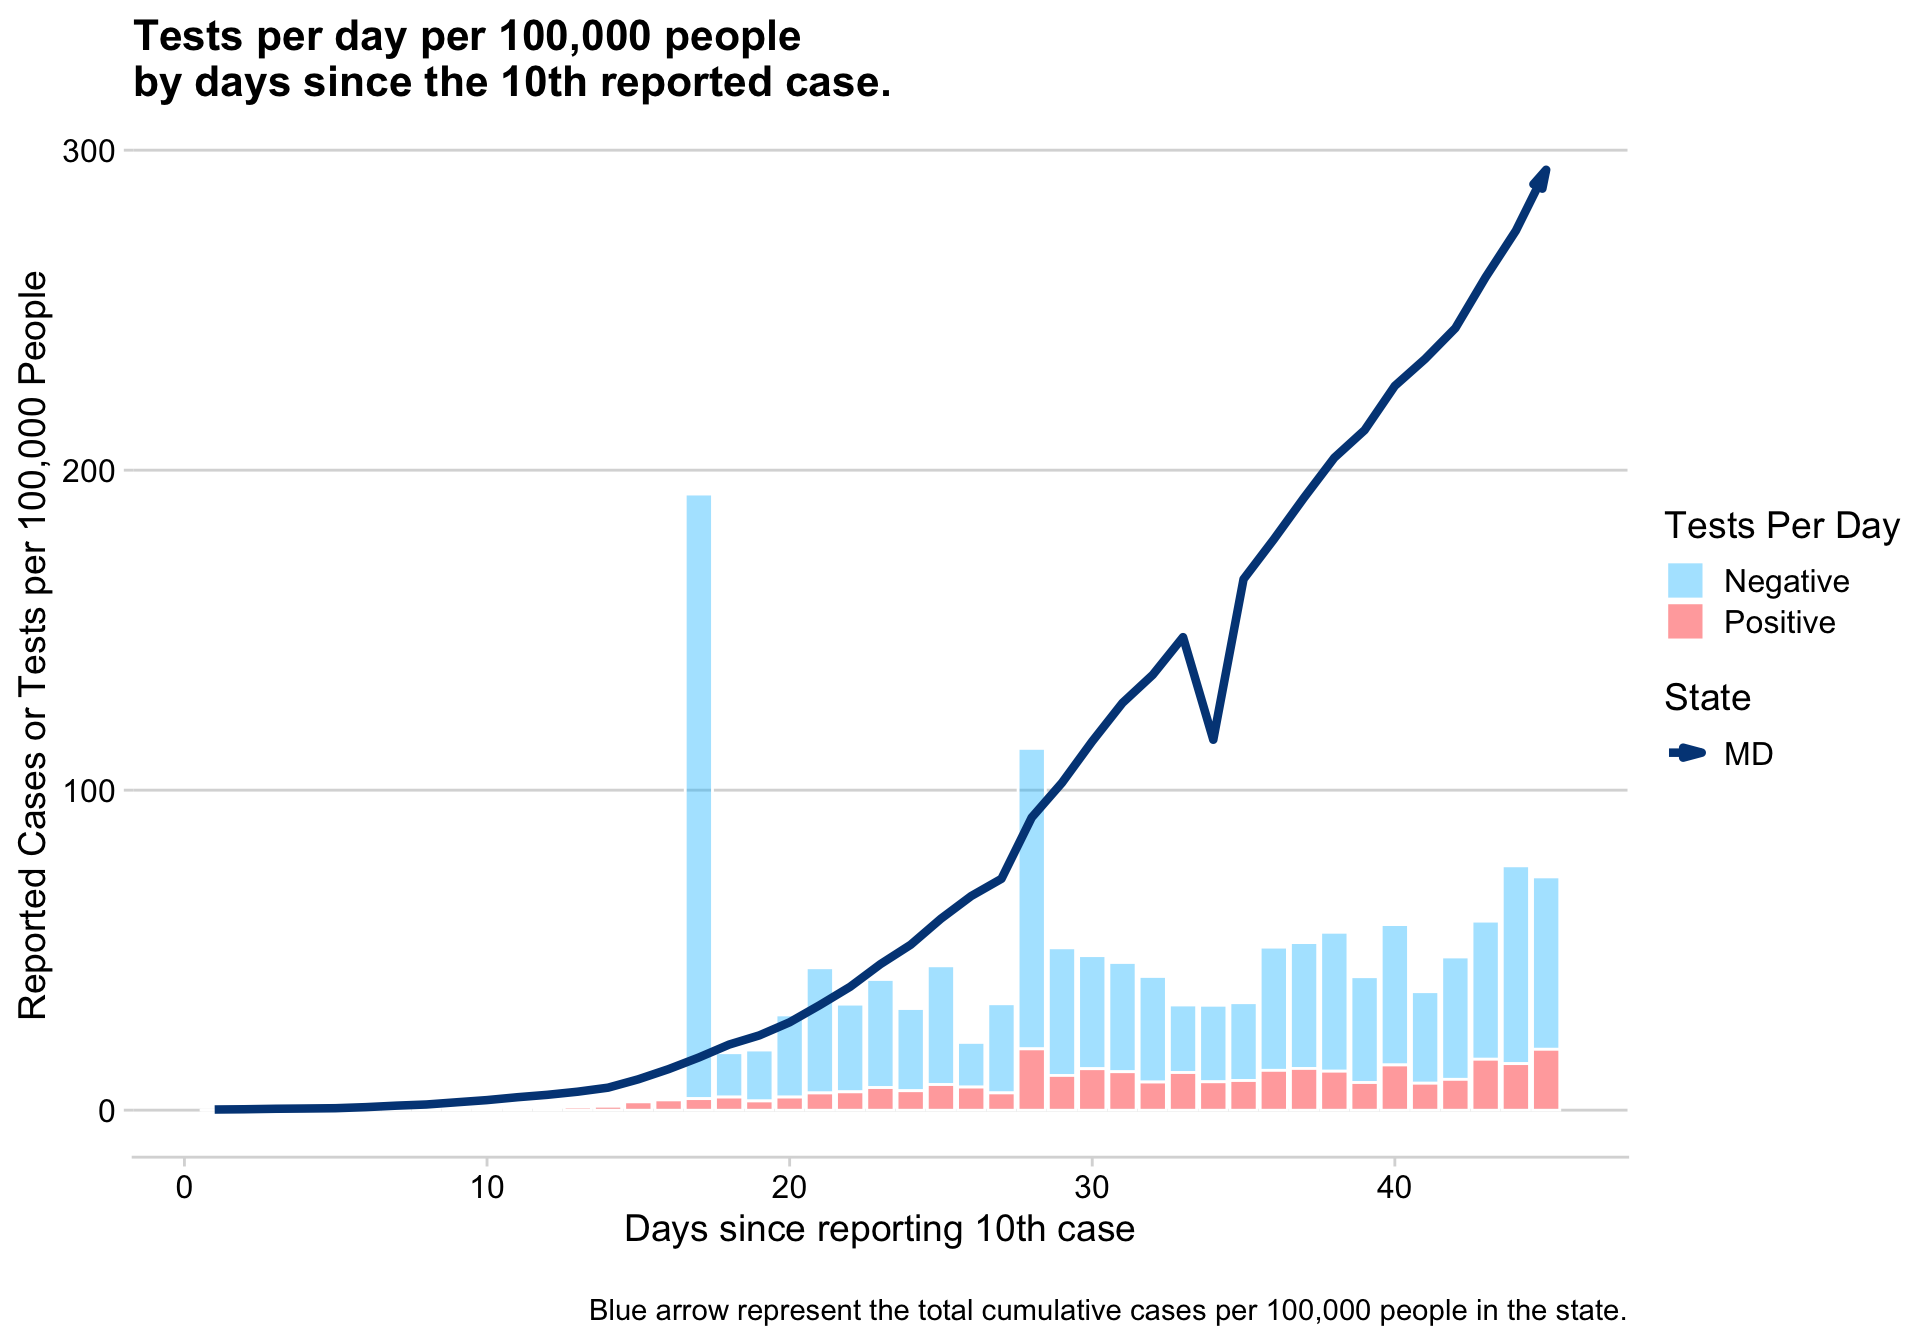 Tests per day per 100,000 people
by days since the 10th reported case.
Reported Cases or Tests per 100,000 People
300
200
100
0
0
10
20
30
40
Days since reporting 10th case
Tests Per Day
Negative
Positive
State
MD
Blue arrow represent the total cumulative cases per 100,000 people in the state.